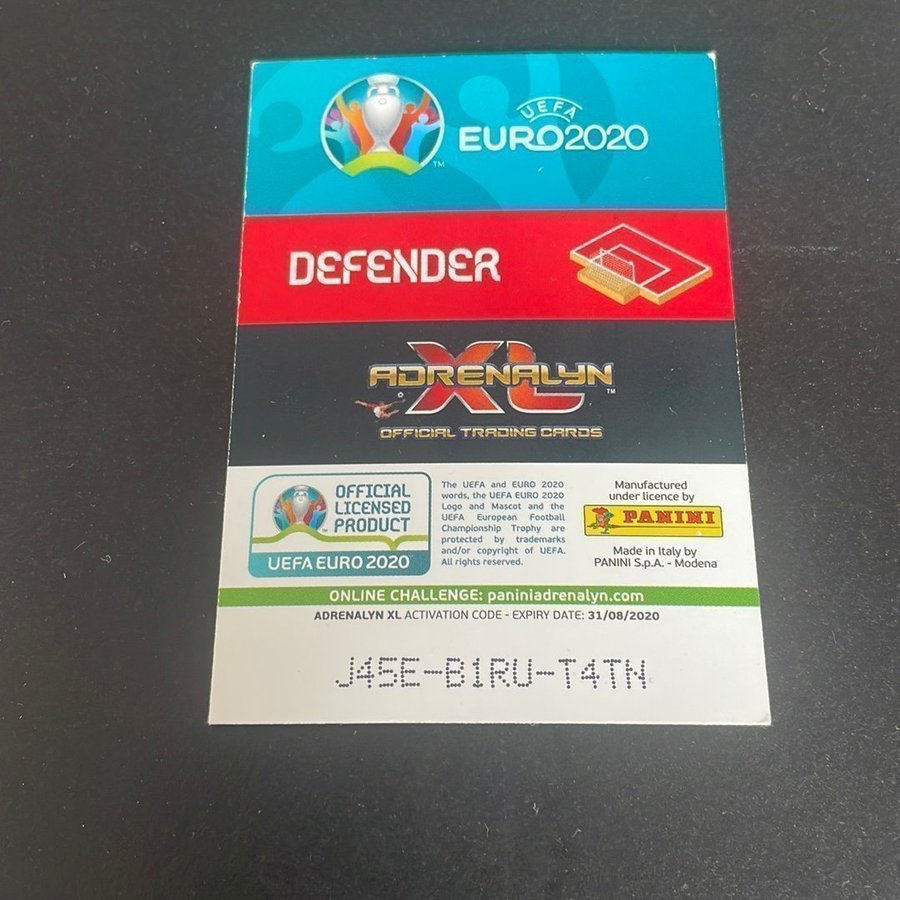 UEFA
EURO2020
TM
DEFENDER
ADRENALYN
XL
TM
OFFICIAL TRADING CARDS
OFFICIAL
LICENSED
PRODUCT
UEFA EURO 2020
The UEFA and EURO 2020
words, the UEFA EURO 2020
Logo and Mascot and the
UEFA European Football
Championship Trophy are
protected by trademarks
and/or copyright of UEFA.
All rights reserved.
Manufactured
under licence by
PANINI
Made in Italy by
PANINI S.p.A. - Modena
ONLINE CHALLENGE: paniniadrenalyn.com
ADRENALYN XL ACTIVATION CODE - EXPIRY DATE: 31/08/2020
J45E-B1RU-T4TN